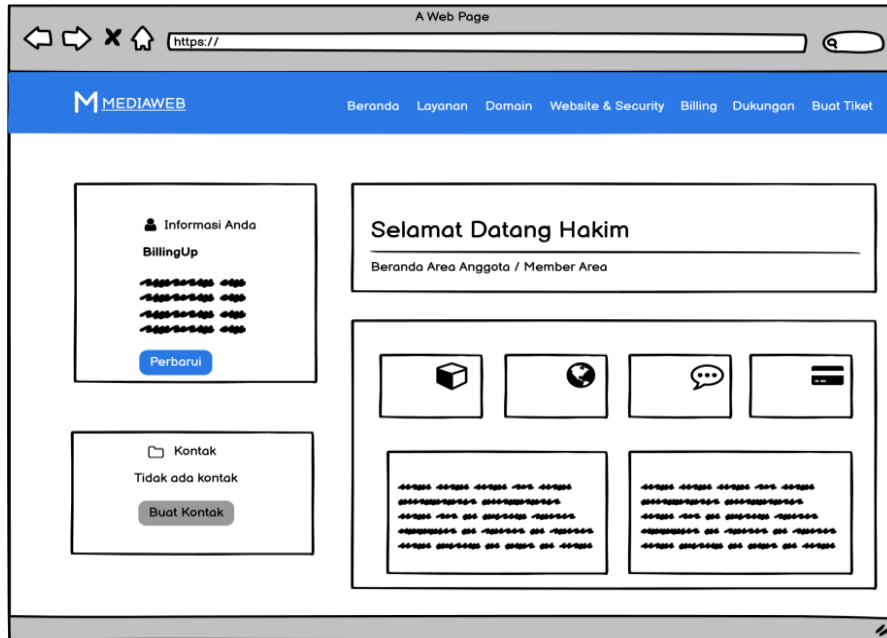 A Web Page
https://
MEDIAWEB
Beranda Layanan Domain Website & Security Billing Dukungan Buat Tiket
Informasi Anda
BillingUp
Perbarui
Kontak
Tidak ada kontak
Buat Kontak
Selamat Datang Hakim
Beranda Area Anggota / Member Area